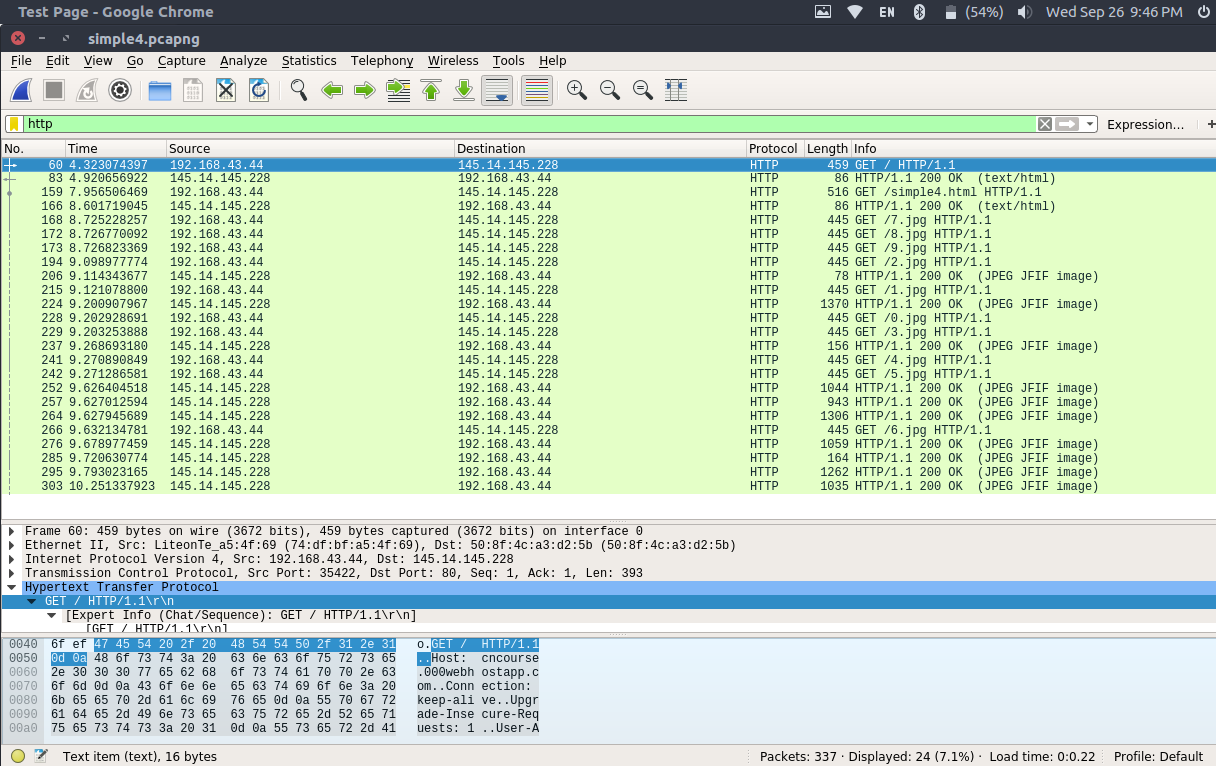 Test Page - Google Chrome EN (54%) Wed Sep 26 9:46 PM
simple4.pcapng
File Edit View Go Capture Analyze Statistics Telephony Wireless Tools Help
http Expression… +
No. Time Source Destination Protocol Length Info
60 4.323074397 192.168.43.44 145.14.145.228 HTTP 459 GET / HTTP/1.1
83 4.920656922 145.14.145.228 192.168.43.44 HTTP 86 HTTP/1.1 200 OK (text/html)
159 7.956506469 192.168.43.44 145.14.145.228 HTTP 516 GET /simple4.html HTTP/1.1
166 8.601719045 145.14.145.228 192.168.43.44 HTTP 86 HTTP/1.1 200 OK (text/html)
168 8.725228257 192.168.43.44 145.14.145.228 HTTP 445 GET /7.jpg HTTP/1.1
172 8.726770092 192.168.43.44 145.14.145.228 HTTP 445 GET /8.jpg HTTP/1.1
173 8.726823369 192.168.43.44 145.14.145.228 HTTP 445 GET /9.jpg HTTP/1.1
194 9.098977774 192.168.43.44 145.14.145.228 HTTP 445 GET /2.jpg HTTP/1.1
206 9.114343677 145.14.145.228 192.168.43.44 HTTP 78 HTTP/1.1 200 OK (JPEG JFIF image)
215 9.121078800 192.168.43.44 145.14.145.228 HTTP 445 GET /1.jpg HTTP/1.1
224 9.200907967 145.14.145.228 192.168.43.44 HTTP 1370 HTTP/1.1 200 OK (JPEG JFIF image)
228 9.202928691 192.168.43.44 145.14.145.228 HTTP 445 GET /0.jpg HTTP/1.1
229 9.203253888 192.168.43.44 145.14.145.228 HTTP 445 GET /3.jpg HTTP/1.1
237 9.268693180 145.14.145.228 192.168.43.44 HTTP 156 HTTP/1.1 200 OK (JPEG JFIF image)
241 9.270890849 192.168.43.44 145.14.145.228 HTTP 445 GET /4.jpg HTTP/1.1
242 9.271286581 192.168.43.44 145.14.145.228 HTTP 445 GET /5.jpg HTTP/1.1
252 9.626404518 145.14.145.228 192.168.43.44 HTTP 1044 HTTP/1.1 200 OK (JPEG JFIF image)
257 9.627012594 145.14.145.228 192.168.43.44 HTTP 943 HTTP/1.1 200 OK (JPEG JFIF image)
264 9.627945689 145.14.145.228 192.168.43.44 HTTP 1306 HTTP/1.1 200 OK (JPEG JFIF image)
266 9.632134781 192.168.43.44 145.14.145.228 HTTP 445 GET /6.jpg HTTP/1.1
276 9.678977459 145.14.145.228 192.168.43.44 HTTP 1059 HTTP/1.1 200 OK (JPEG JFIF image)
285 9.720630774 145.14.145.228 192.168.43.44 HTTP 164 HTTP/1.1 200 OK (JPEG JFIF image)
295 9.793023165 145.14.145.228 192.168.43.44 HTTP 1262 HTTP/1.1 200 OK (JPEG JFIF image)
303 10.251337923 145.14.145.228 192.168.43.44 HTTP 1035 HTTP/1.1 200 OK (JPEG JFIF image)
Frame 60: 459 bytes on wire (3672 bits), 459 bytes captured (3672 bits) on interface 0
Ethernet II, Src: LiteonTe_a5:4f:69 (74:df:bf:a5:4f:69), Dst: 50:8f:4c:a3:d2:5b (50:8f:4c:a3:d2:5b)
Internet Protocol Version 4, Src: 192.168.43.44, Dst: 145.14.145.228
Transmission Control Protocol, Src Port: 35422, Dst Port: 80, Seq: 1, Ack: 1, Len: 393
Hypertext Transfer Protocol
GET / HTTP/1.1\r\n
[Expert Info (Chat/Sequence): GET / HTTP/1.1\r\n]
[GET / HTTP/1.1\r\n]
0040 6f ef 47 45 54 20 2f 20 48 54 54 50 2f 31 2e 31 o.GET / HTTP/1.1
0050 0d 0a 48 6f 73 74 3a 20 63 6e 63 6f 75 72 73 65 ..Host: cncourse
0060 2e 30 30 30 77 65 62 68 6f 73 74 61 70 70 2e 63 .000webh ostapp.c
0070 6f 6d 0d 0a 43 6f 6e 6e 65 63 74 69 6f 6e 3a 20 om..Conn ection:
0080 6b 65 65 70 2d 61 6c 69 76 65 0d 0a 55 70 67 72 keep-ali ve..Upgr
0090 61 64 65 2d 49 6e 73 65 63 75 72 65 2d 52 65 71 ade-Inse cure-Req
00a0 75 65 73 74 73 3a 20 31 0d 0a 55 73 65 72 2d 41 uests: 1 ..User-A
Text item (text), 16 bytes Packets: 337 · Displayed: 24 (7.1%) · Load time: 0:0.22 Profile: Default